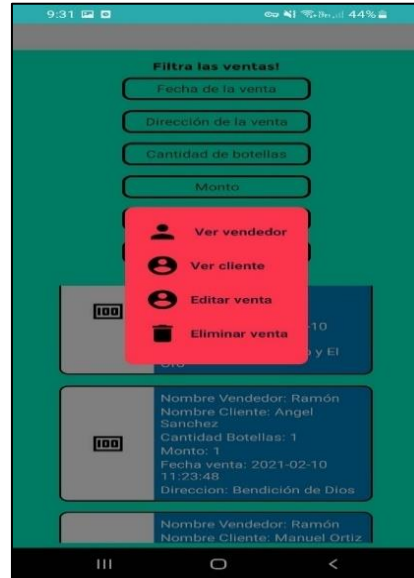 9:31 44%
Filtra las ventas!
Fecha de la venta
Dirección de la venta
Cantidad de botellas
Monto
Ver vendedor
Ver cliente
Editar venta
Eliminar venta
-10
y El
Oro
Nombre Vendedor: Ramón
Nombre Cliente: Angel
Sanchez
Cantidad Botellas: 1
Monto: 1
Fecha venta: 2021-02-10
11:23:48
Direccion: Bendición de Dios
Nombre Vendedor: Ramón
Nombre Cliente: Manuel Ortiz